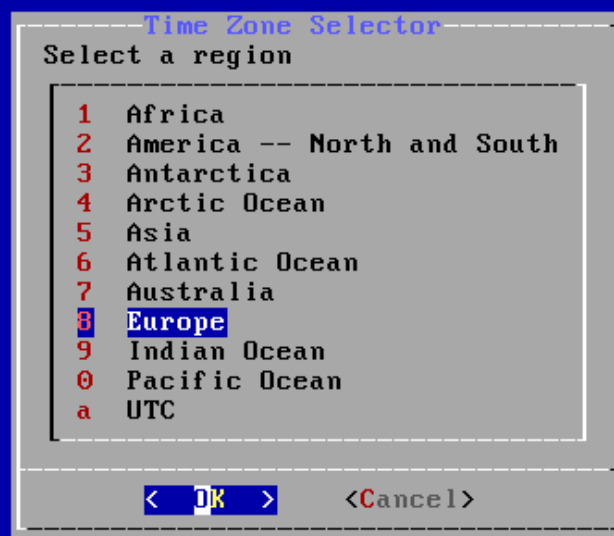 Time Zone Selector
Select a region
1 Africa
2 America -- North and South
3 Antarctica
4 Arctic Ocean
5 Asia
6 Atlantic Ocean
7 Australia
8 Europe
9 Indian Ocean
0 Pacific Ocean
a UTC
< OK > <Cancel>